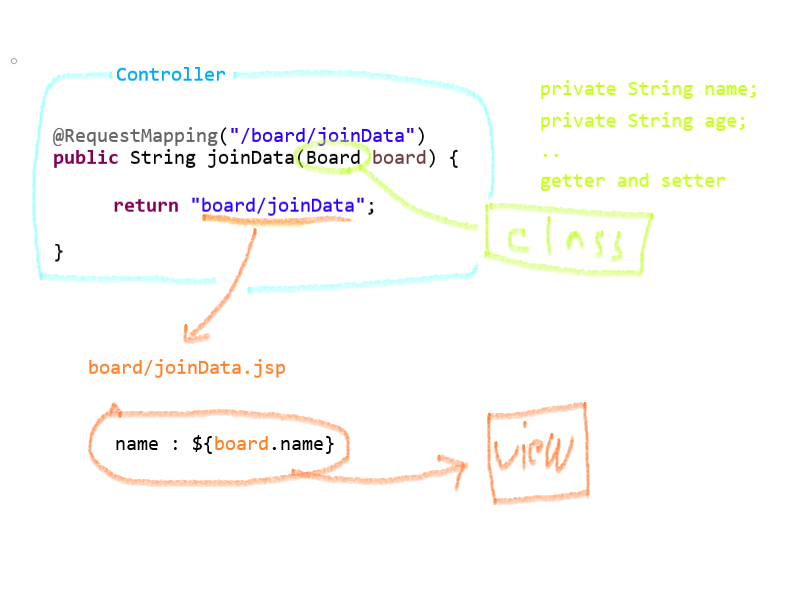 Controller
@RequestMapping("/board/joinData")
public String joinData(Board board) {
return "board/joinData";
}
private String name;
private String age;
..
getter and setter
class
board/joinData.jsp
name : ${board.name}
view